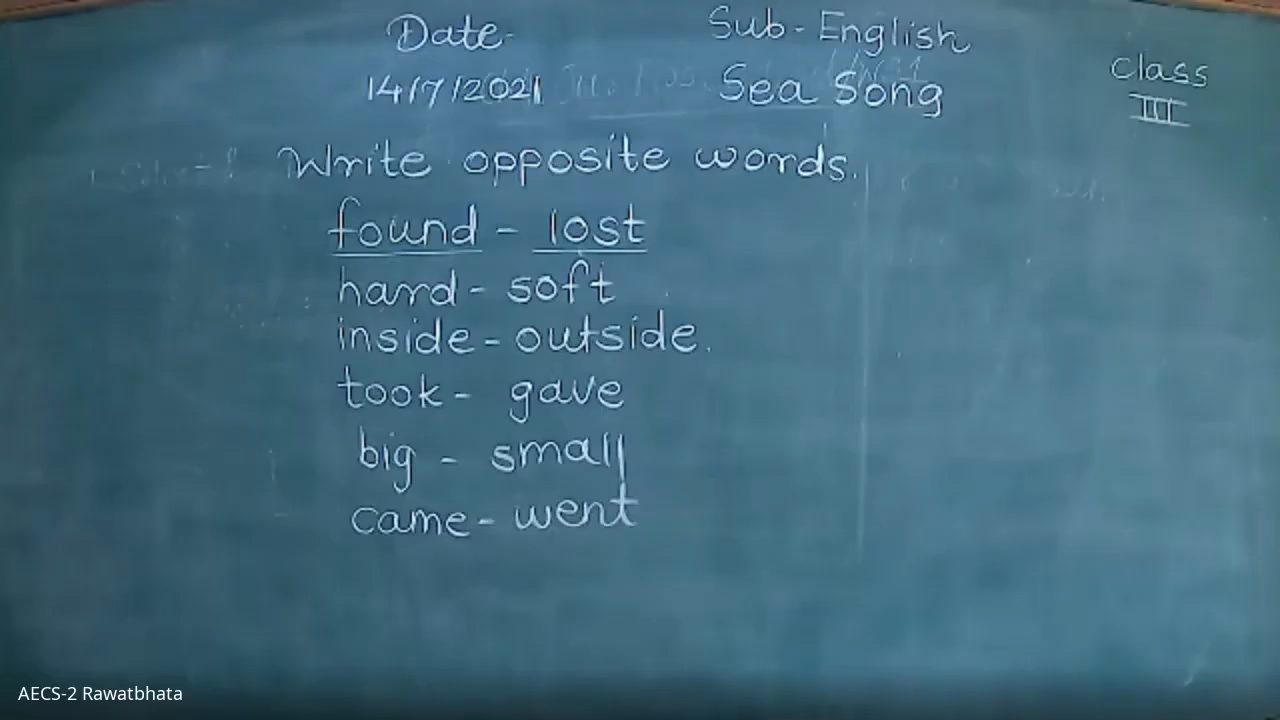 Date-
Sub-English
14/7/2021
Sea Song
Class
III
Write opposite words.
found - lost
hard - soft
inside - outside.
took - gave
big - small
came - went
AECS-2 Rawatbhata